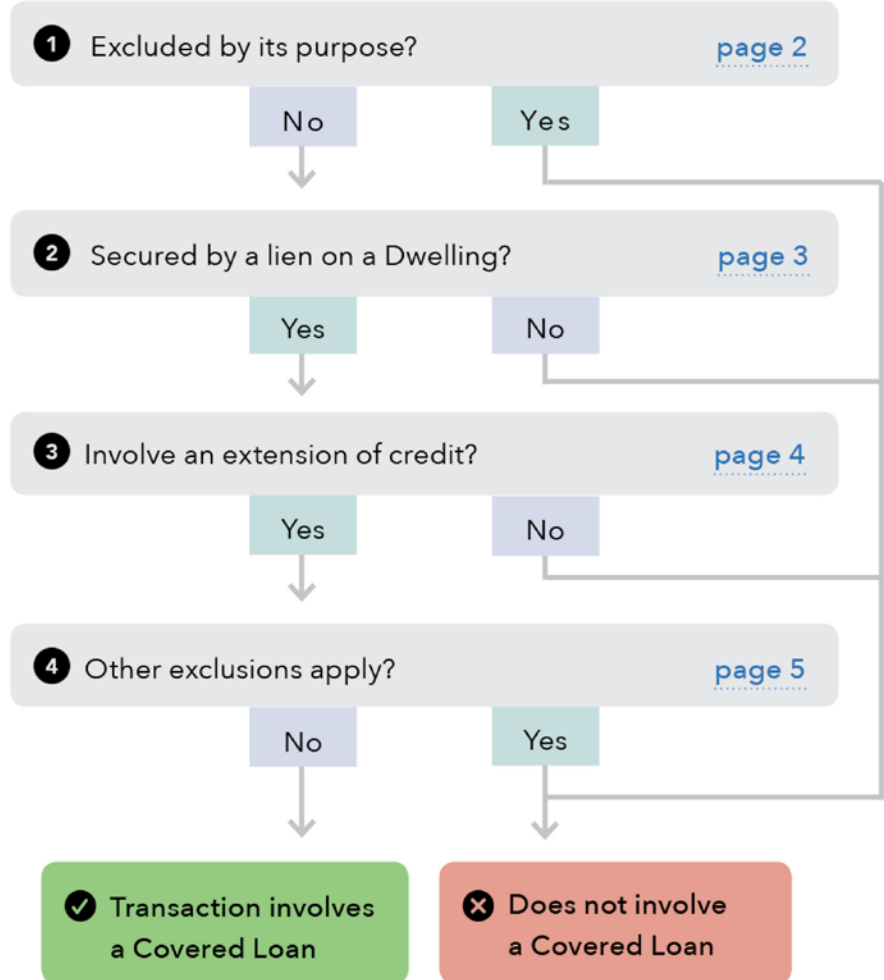 1 Excluded by its purpose? page 2
No Yes
2 Secured by a lien on a Dwelling? page 3
Yes No
3 Involve an extension of credit? page 4
Yes No
4 Other exclusions apply? page 5
No Yes
Transaction involves
a Covered Loan
Does not involve
a Covered Loan